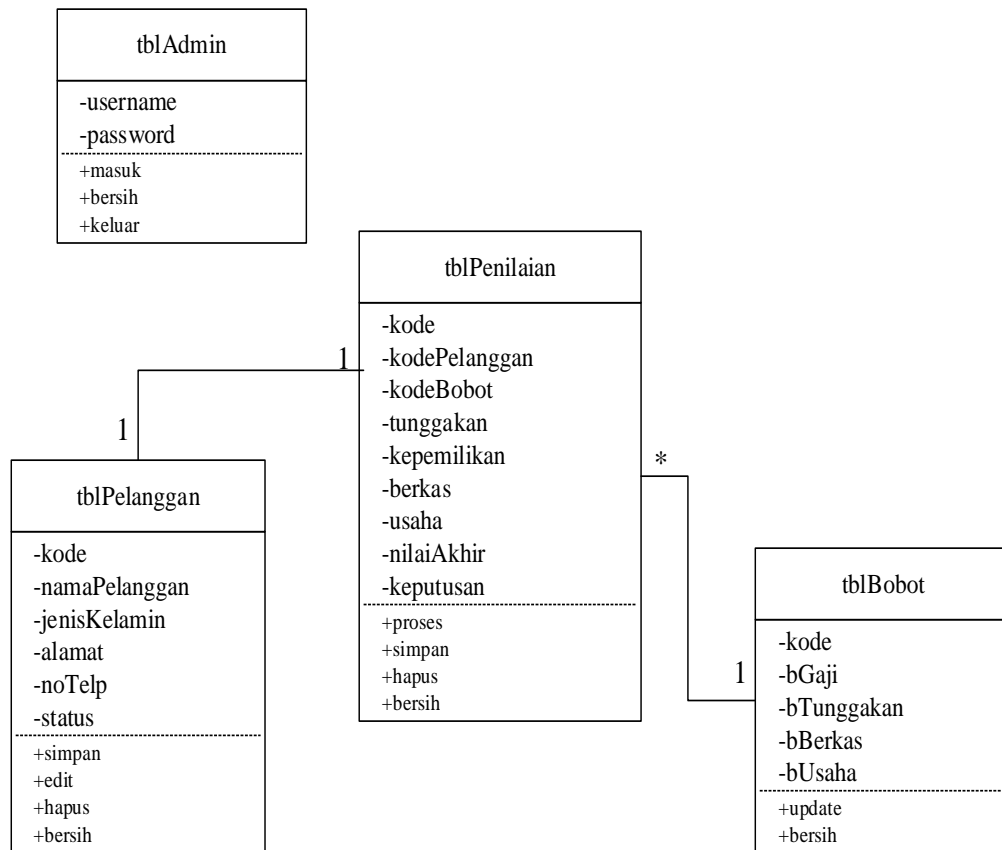 tblAdmin
-username
-password
+masuk
+bersih
+keluar
tblPenilaian
-kode
-kodePelanggan
-kodeBobot
-tunggakan
-kepemilikan
-berkas
-usaha
-nilaiAkhir
-keputusan
+proses
+simpan
+hapus
+bersih
1
1
tblPelanggan
-kode
-namaPelanggan
-jenisKelamin
-alamat
-noTelp
-status
+simpan
+edit
+hapus
+bersih
*
1
tblBobot
-kode
-bGaji
-bTunggakan
-bBerkas
-bUsaha
+update
+bersih